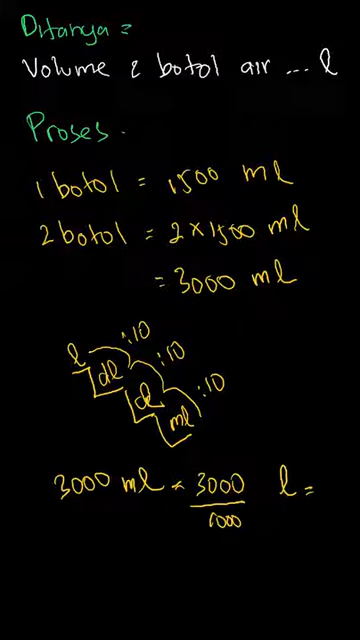 Ditanya =
Volume 2 botol air ... l
Proses .
1 botol = 1500 ml
2 botol = 2 × 1500 ml
= 3000 ml
l :10
dl :10
cl :10
ml
3000 ml = 3000/1000 l =